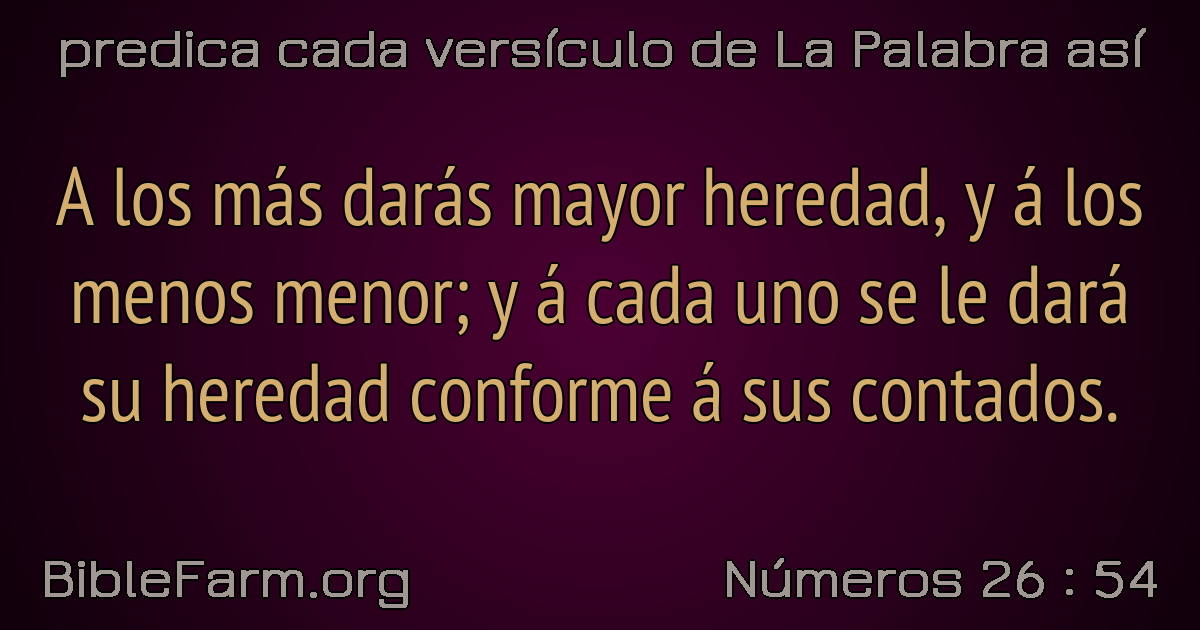 predica cada versículo de La Palabra así
A los más darás mayor heredad, y á los
menos menor; y á cada uno se le dará
su heredad conforme á sus contados.
BibleFarm.org
Números 26 : 54